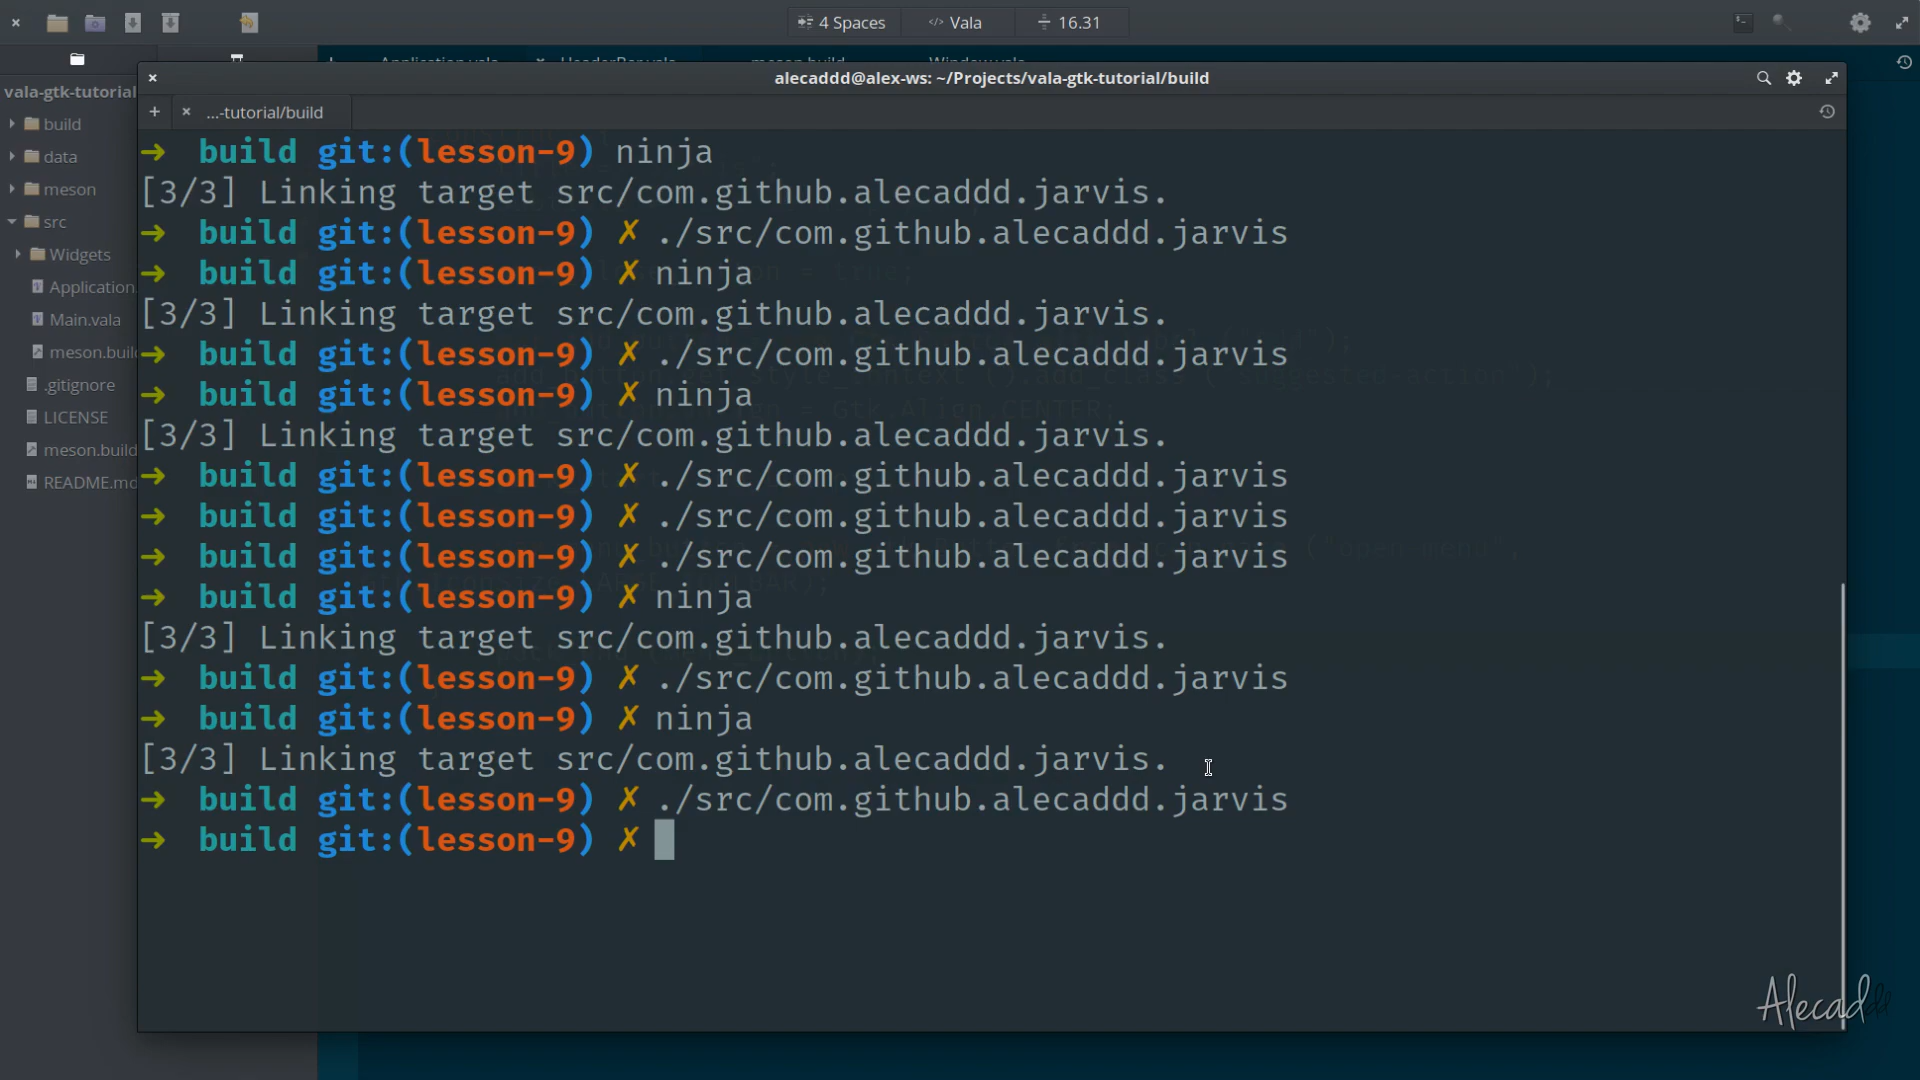 4 Spaces
</> Vala
16.31
vala-gtk-tutorial
build
data
meson
src
Widgets
Application.
Main.vala
meson.build
.gitignore
LICENSE
meson.build
README.md
alecaddd@alex-ws: ~/Projects/vala-gtk-tutorial/build
...-tutorial/build
➜ build git:(lesson-9) ninja
[3/3] Linking target src/com.github.alecaddd.jarvis.
➜ build git:(lesson-9) ✗ ./src/com.github.alecaddd.jarvis
➜ build git:(lesson-9) ✗ ninja
[3/3] Linking target src/com.github.alecaddd.jarvis.
➜ build git:(lesson-9) ✗ ./src/com.github.alecaddd.jarvis
➜ build git:(lesson-9) ✗ ninja
[3/3] Linking target src/com.github.alecaddd.jarvis.
➜ build git:(lesson-9) ✗ ./src/com.github.alecaddd.jarvis
➜ build git:(lesson-9) ✗ ./src/com.github.alecaddd.jarvis
➜ build git:(lesson-9) ✗ ./src/com.github.alecaddd.jarvis
➜ build git:(lesson-9) ✗ ninja
[3/3] Linking target src/com.github.alecaddd.jarvis.
➜ build git:(lesson-9) ✗ ./src/com.github.alecaddd.jarvis
➜ build git:(lesson-9) ✗ ninja
[3/3] Linking target src/com.github.alecaddd.jarvis.
➜ build git:(lesson-9) ✗ ./src/com.github.alecaddd.jarvis
➜ build git:(lesson-9) ✗
Alecaddd